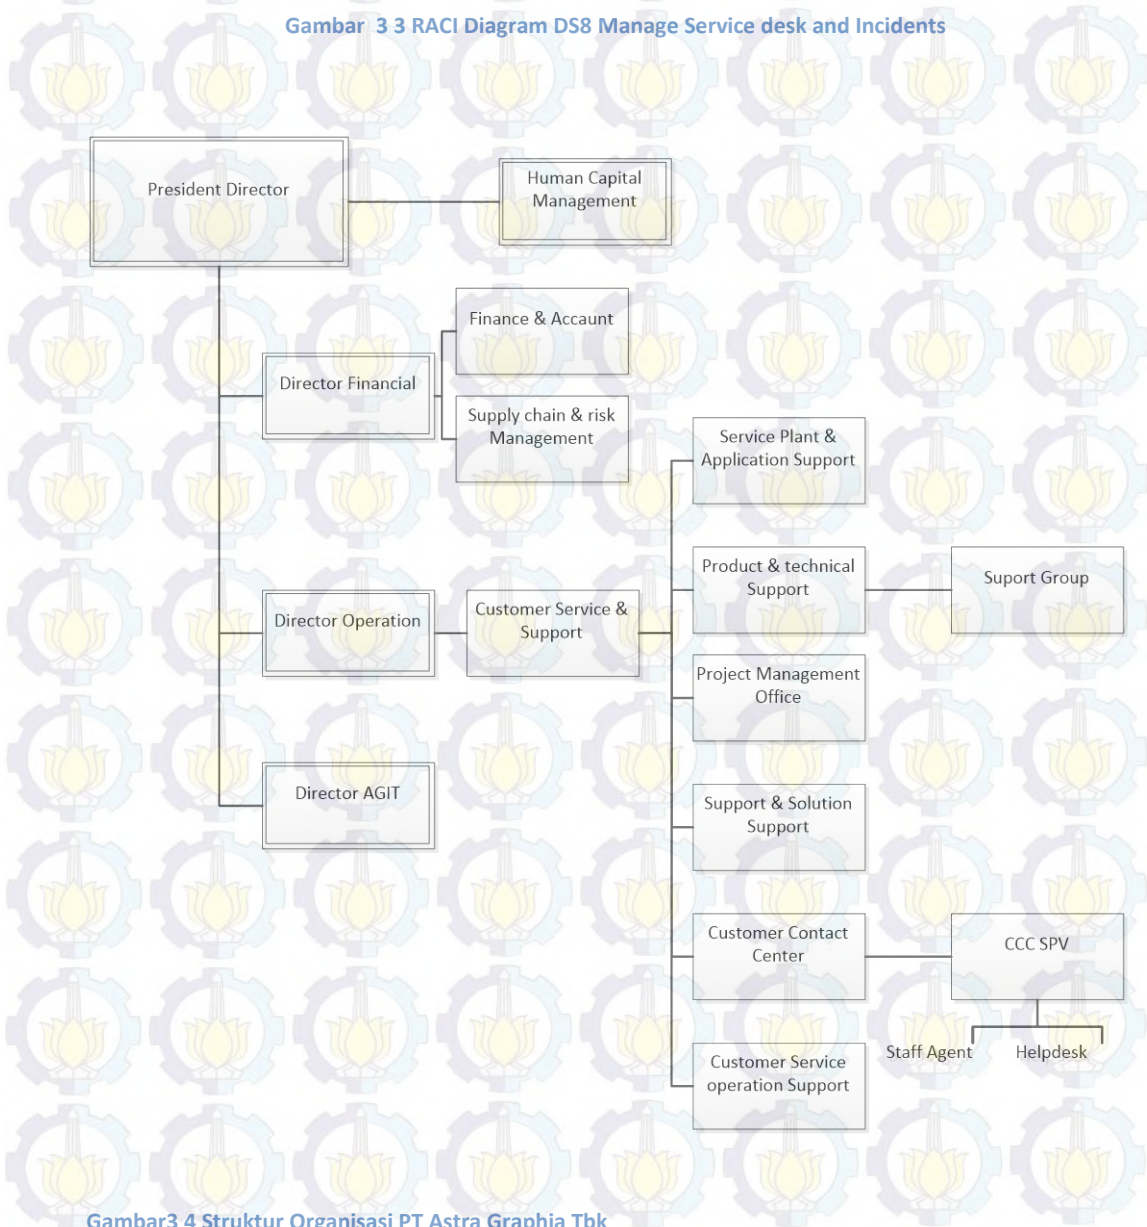 Gambar 3 3 RACI Diagram DS8 Manage Service desk and Incidents
President Director
Human Capital
Management
Finance & Accaunt
Director Financial
Supply chain & risk
Management
Service Plant &
Application Support
Product & technical
Support
Suport Group
Director Operation
Customer Service &
Support
Project Management
Office
Director AGIT
Support & Solution
Support
Customer Contact
Center
CCC SPV
Staff Agent
Helpdesk
Customer Service
operation Support
Gambar3 4 Struktur Organisasi PT Astra Graphia Tbk